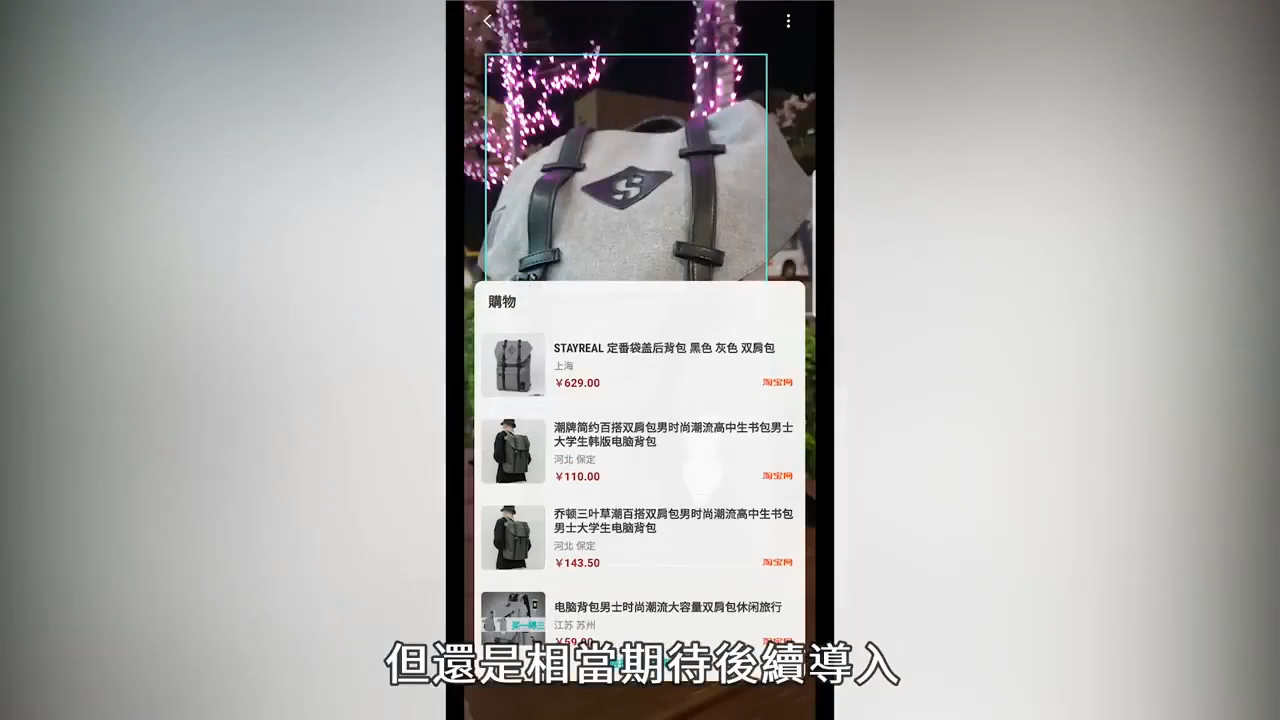 S
購物
STAYREAL 定番袋盖后背包 黑色 灰色 双肩包
上海
￥629.00
淘宝网
潮牌简约百搭双肩包男时尚潮流高中生书包男士
大学生韩版电脑背包
河北 保定
￥110.00
淘宝网
乔顿三叶草潮百搭双肩包男时尚潮流高中生书包
男士大学生电脑背包
河北 保定
￥143.50
淘宝网
电脑背包男士时尚潮流大容量双肩包休闲旅行
江苏 苏州
￥59.00
淘宝网
但還是相當期待後續導入